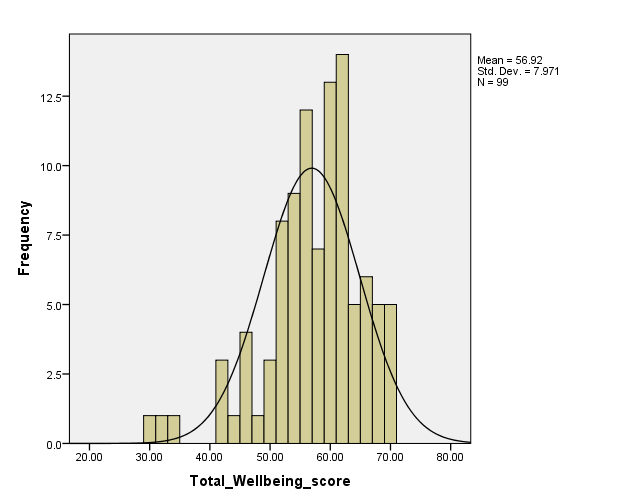 Mean = 56.92
Std. Dev. = 7.971
N = 99
12.5
10.0
7.5
5.0
2.5
0.0
Frequency
20.00 30.00 40.00 50.00 60.00 70.00 80.00
Total_Wellbeing_score